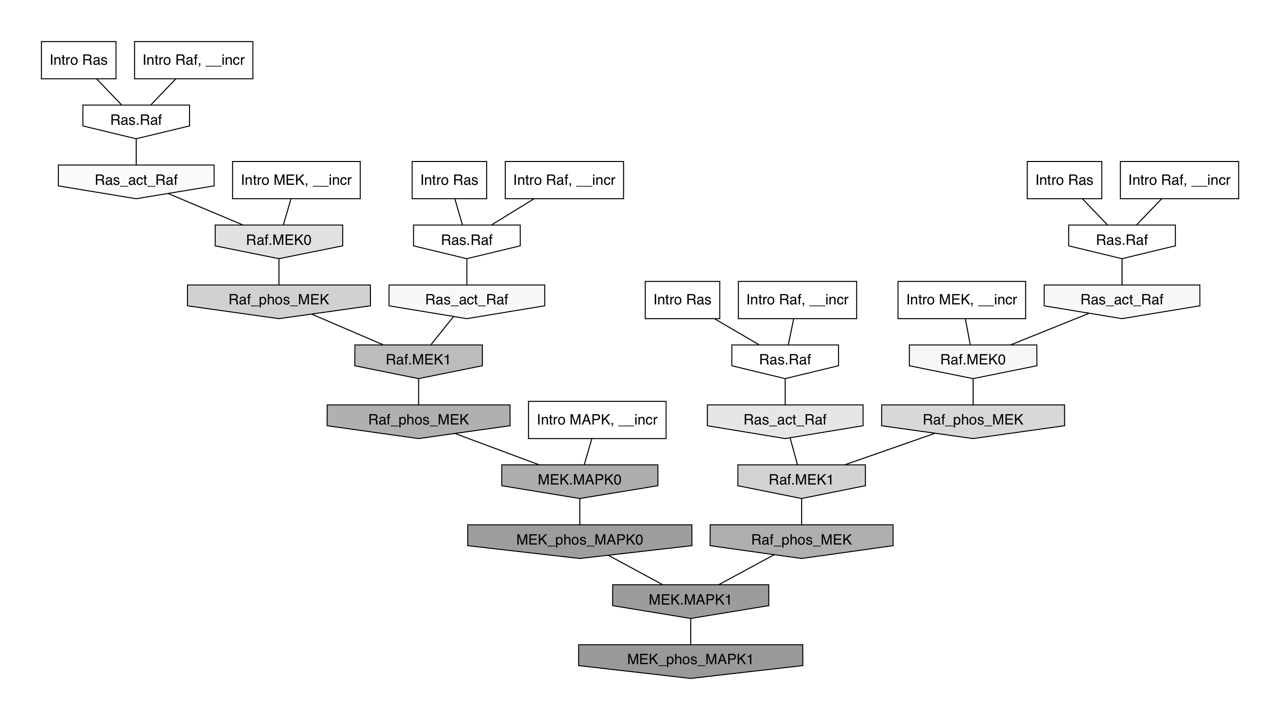 Intro Ras
Intro Raf, __incr
Ras.Raf
Ras_act_Raf
Intro MEK, __incr
Intro Ras
Intro Raf, __incr
Intro Ras
Intro Raf, __incr
Raf.MEK0
Ras.Raf
Ras.Raf
Raf_phos_MEK
Ras_act_Raf
Intro Ras
Intro Raf, __incr
Intro MEK, __incr
Ras_act_Raf
Raf.MEK1
Ras.Raf
Raf.MEK0
Raf_phos_MEK
Intro MAPK, __incr
Ras_act_Raf
Raf_phos_MEK
MEK.MAPK0
Raf.MEK1
MEK_phos_MAPK0
Raf_phos_MEK
MEK.MAPK1
MEK_phos_MAPK1